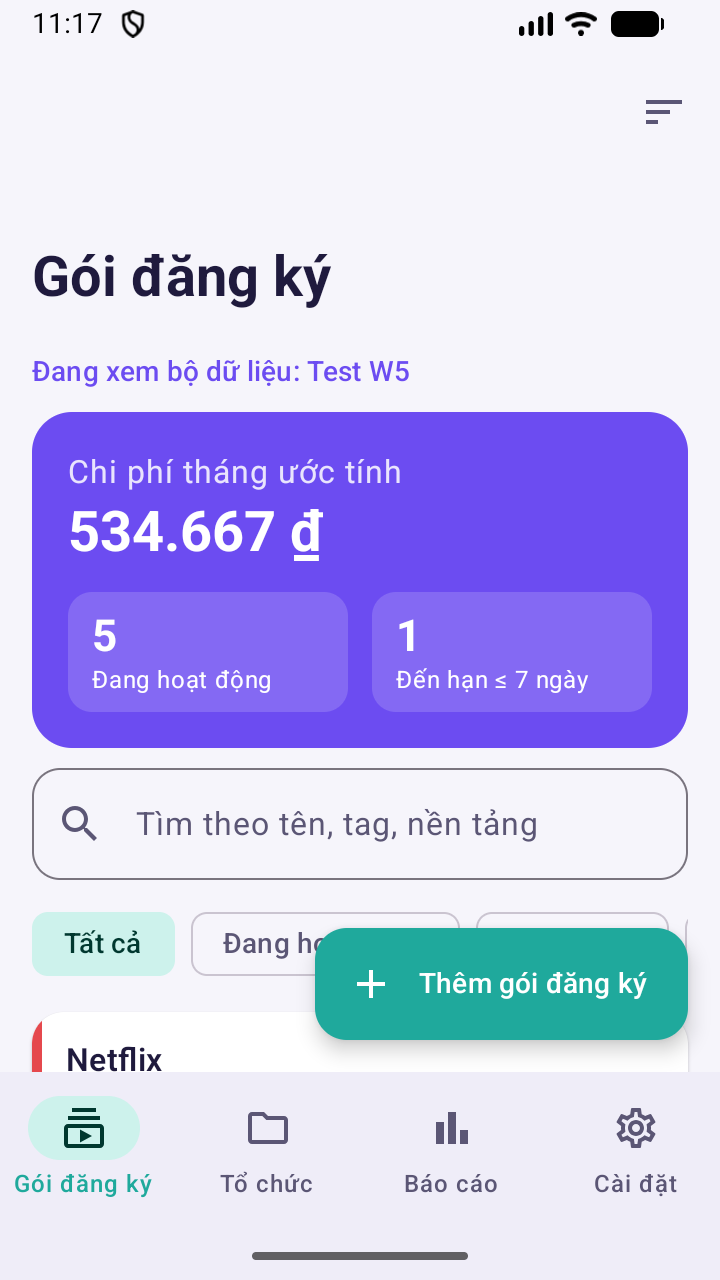 11:17
Gói đăng ký
Đang xem bộ dữ liệu: Test W5
Chi phí tháng ước tính
534.667 ₫
5
Đang hoạt động
1
Đến hạn ≤ 7 ngày
Tìm theo tên, tag, nền tảng
Tất cả
Đang
Thêm gói đăng ký
Netflix
Gói đăng ký
Tổ chức
Báo cáo
Cài đặt